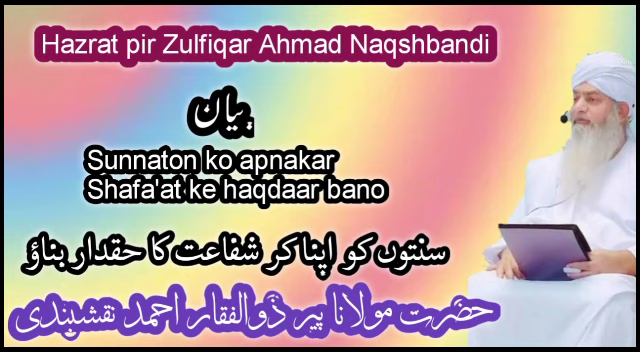 Hazrat pir Zulfiqar Ahmad Naqshbandi
بیان
Sunnaton ko apnakar
Shafa'at ke haqdaar bano
سنتوں کو اپنا کر شفاعت کا حقدار بناؤ
حضرت مولانا پیر ذوالفقار احمد نقشبندی